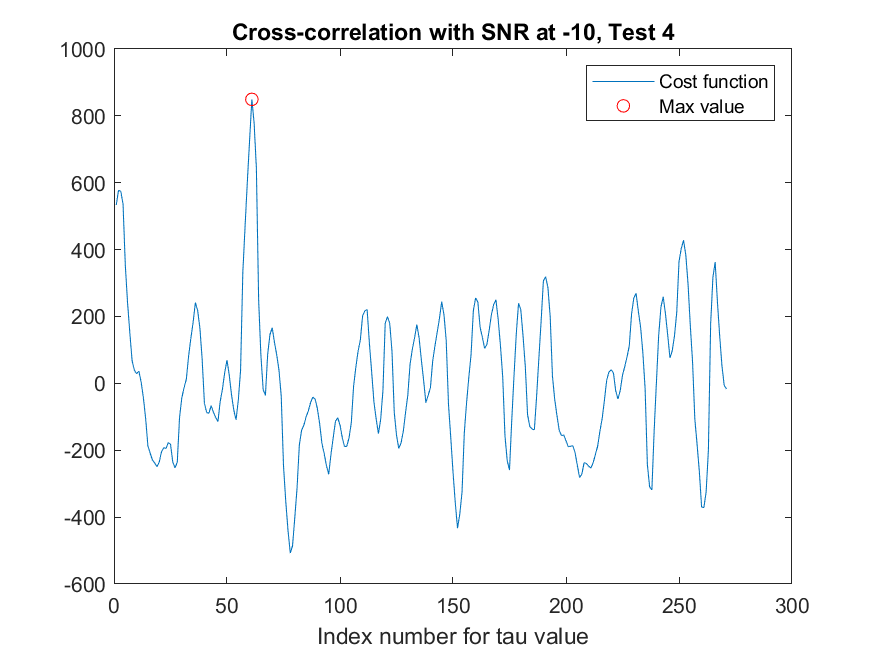 Cross-correlation with SNR at -10, Test 4
1000
800
600
400
200
0
-200
-400
-600
Cost function
Max value
0 50 100 150 200 250 300
Index number for tau value